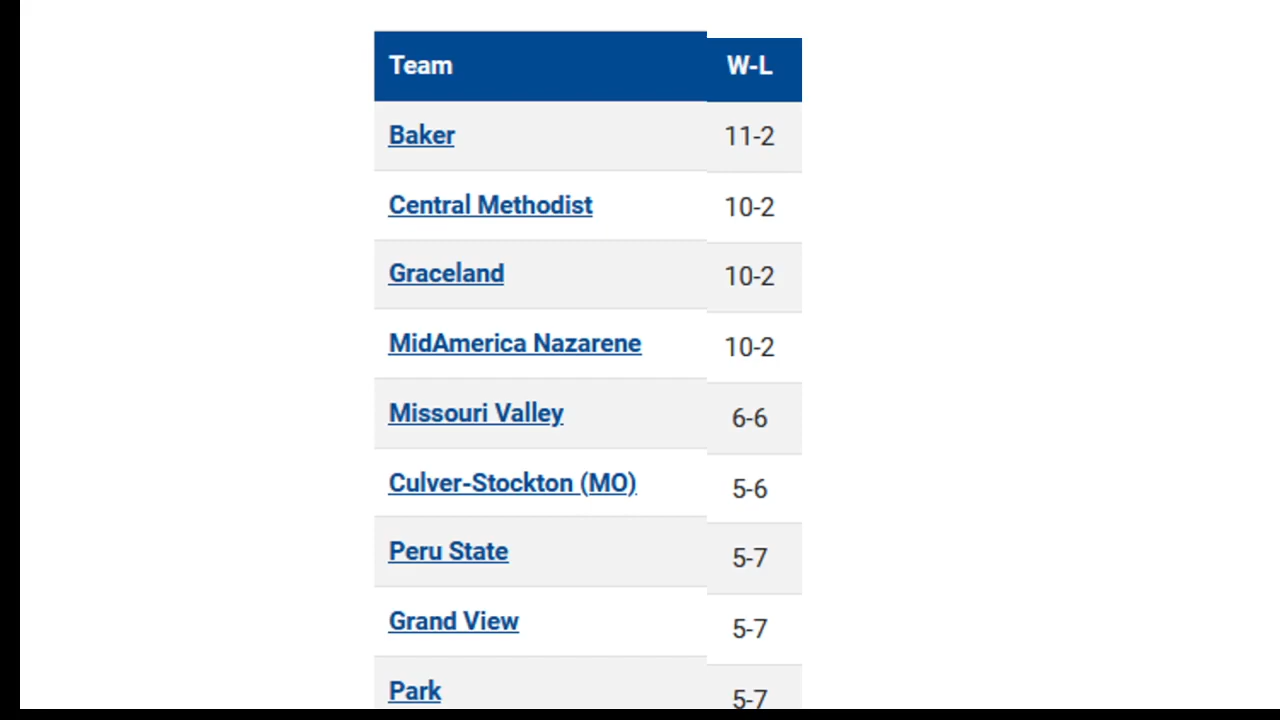 Team W-L
Baker 11-2
Central Methodist 10-2
Graceland 10-2
MidAmerica Nazarene 10-2
Missouri Valley 6-6
Culver-Stockton (MO) 5-6
Peru State 5-7
Grand View 5-7
Park 5-7